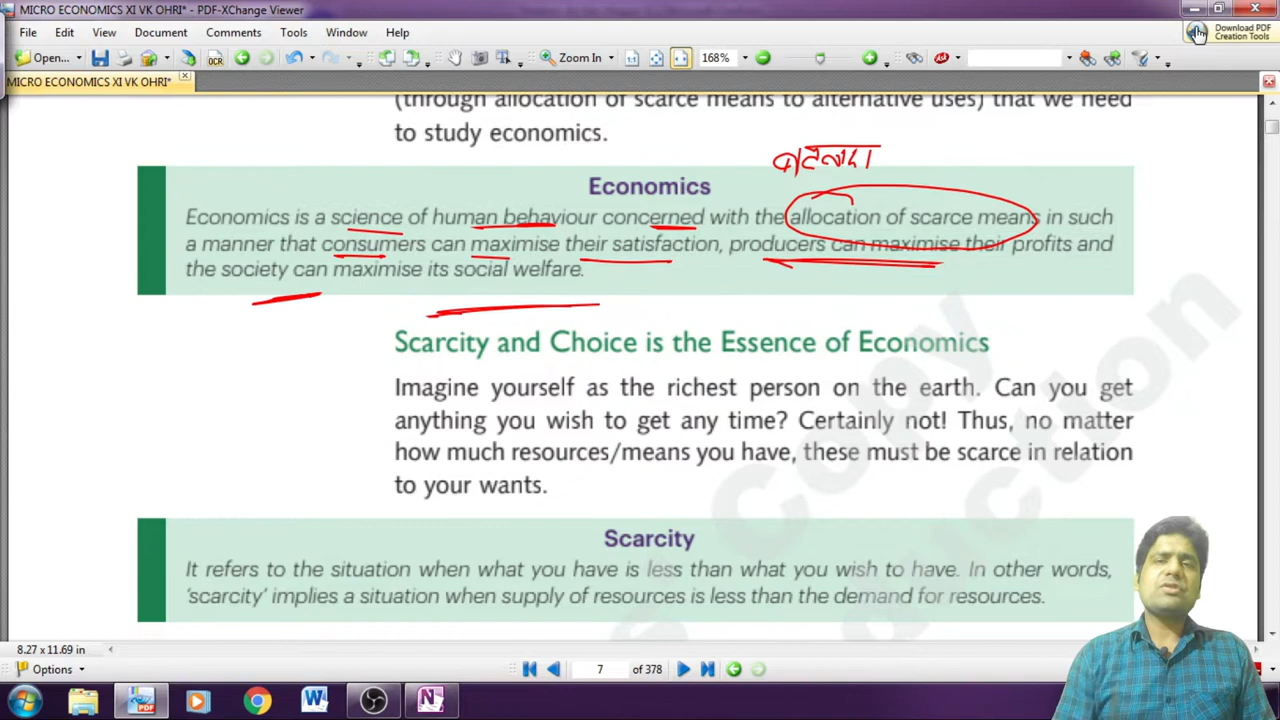 MICRO ECONOMICS XI VK OHRI* - PDF-XChange Viewer
File Edit View Document Comments Tools Window Help
Download PDF
Creation Tools
Open... OCR Zoom In 168%
MICRO ECONOMICS XI VK OHRI*
(through allocation of scarce means to alternative uses) that we need
to study economics.
Economics
Economics is a science of human behaviour concerned with the allocation of scarce means in such
a manner that consumers can maximise their satisfaction, producers can maximise their profits and
the society can maximise its social welfare.
Scarcity and Choice is the Essence of Economics
Imagine yourself as the richest person on the earth. Can you get
anything you wish to get any time? Certainly not! Thus, no matter
how much resources/means you have, these must be scarce in relation
to your wants.
Scarcity
It refers to the situation when what you have is less than what you wish to have. In other words,
'scarcity' implies a situation when supply of resources is less than the demand for resources.
8.27 x 11.69 in
Options 7 of 378